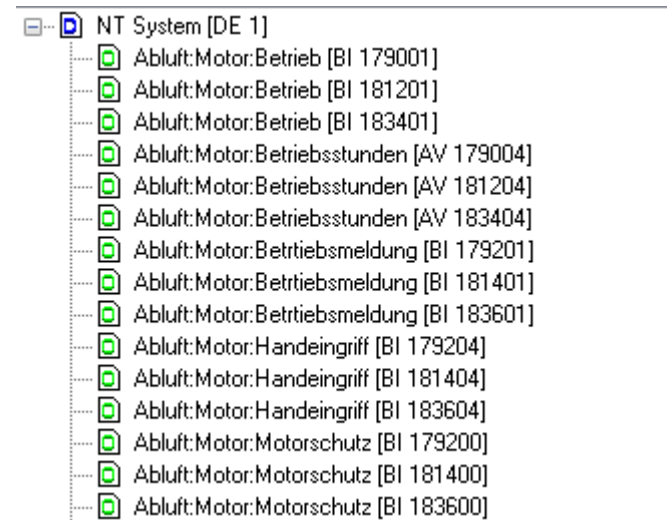 NT System [DE 1]
Abluft:Motor:Betrieb [BI 179001]
Abluft:Motor:Betrieb [BI 181201]
Abluft:Motor:Betrieb [BI 183401]
Abluft:Motor:Betriebsstunden [AV 179004]
Abluft:Motor:Betriebsstunden [AV 181204]
Abluft:Motor:Betriebsstunden [AV 183404]
Abluft:Motor:Betrtiebsmeldung [BI 179201]
Abluft:Motor:Betrtiebsmeldung [BI 181401]
Abluft:Motor:Betrtiebsmeldung [BI 183601]
Abluft:Motor:Handeingriff [BI 179204]
Abluft:Motor:Handeingriff [BI 181404]
Abluft:Motor:Handeingriff [BI 183604]
Abluft:Motor:Motorschutz [BI 179200]
Abluft:Motor:Motorschutz [BI 181400]
Abluft:Motor:Motorschutz [BI 183600]